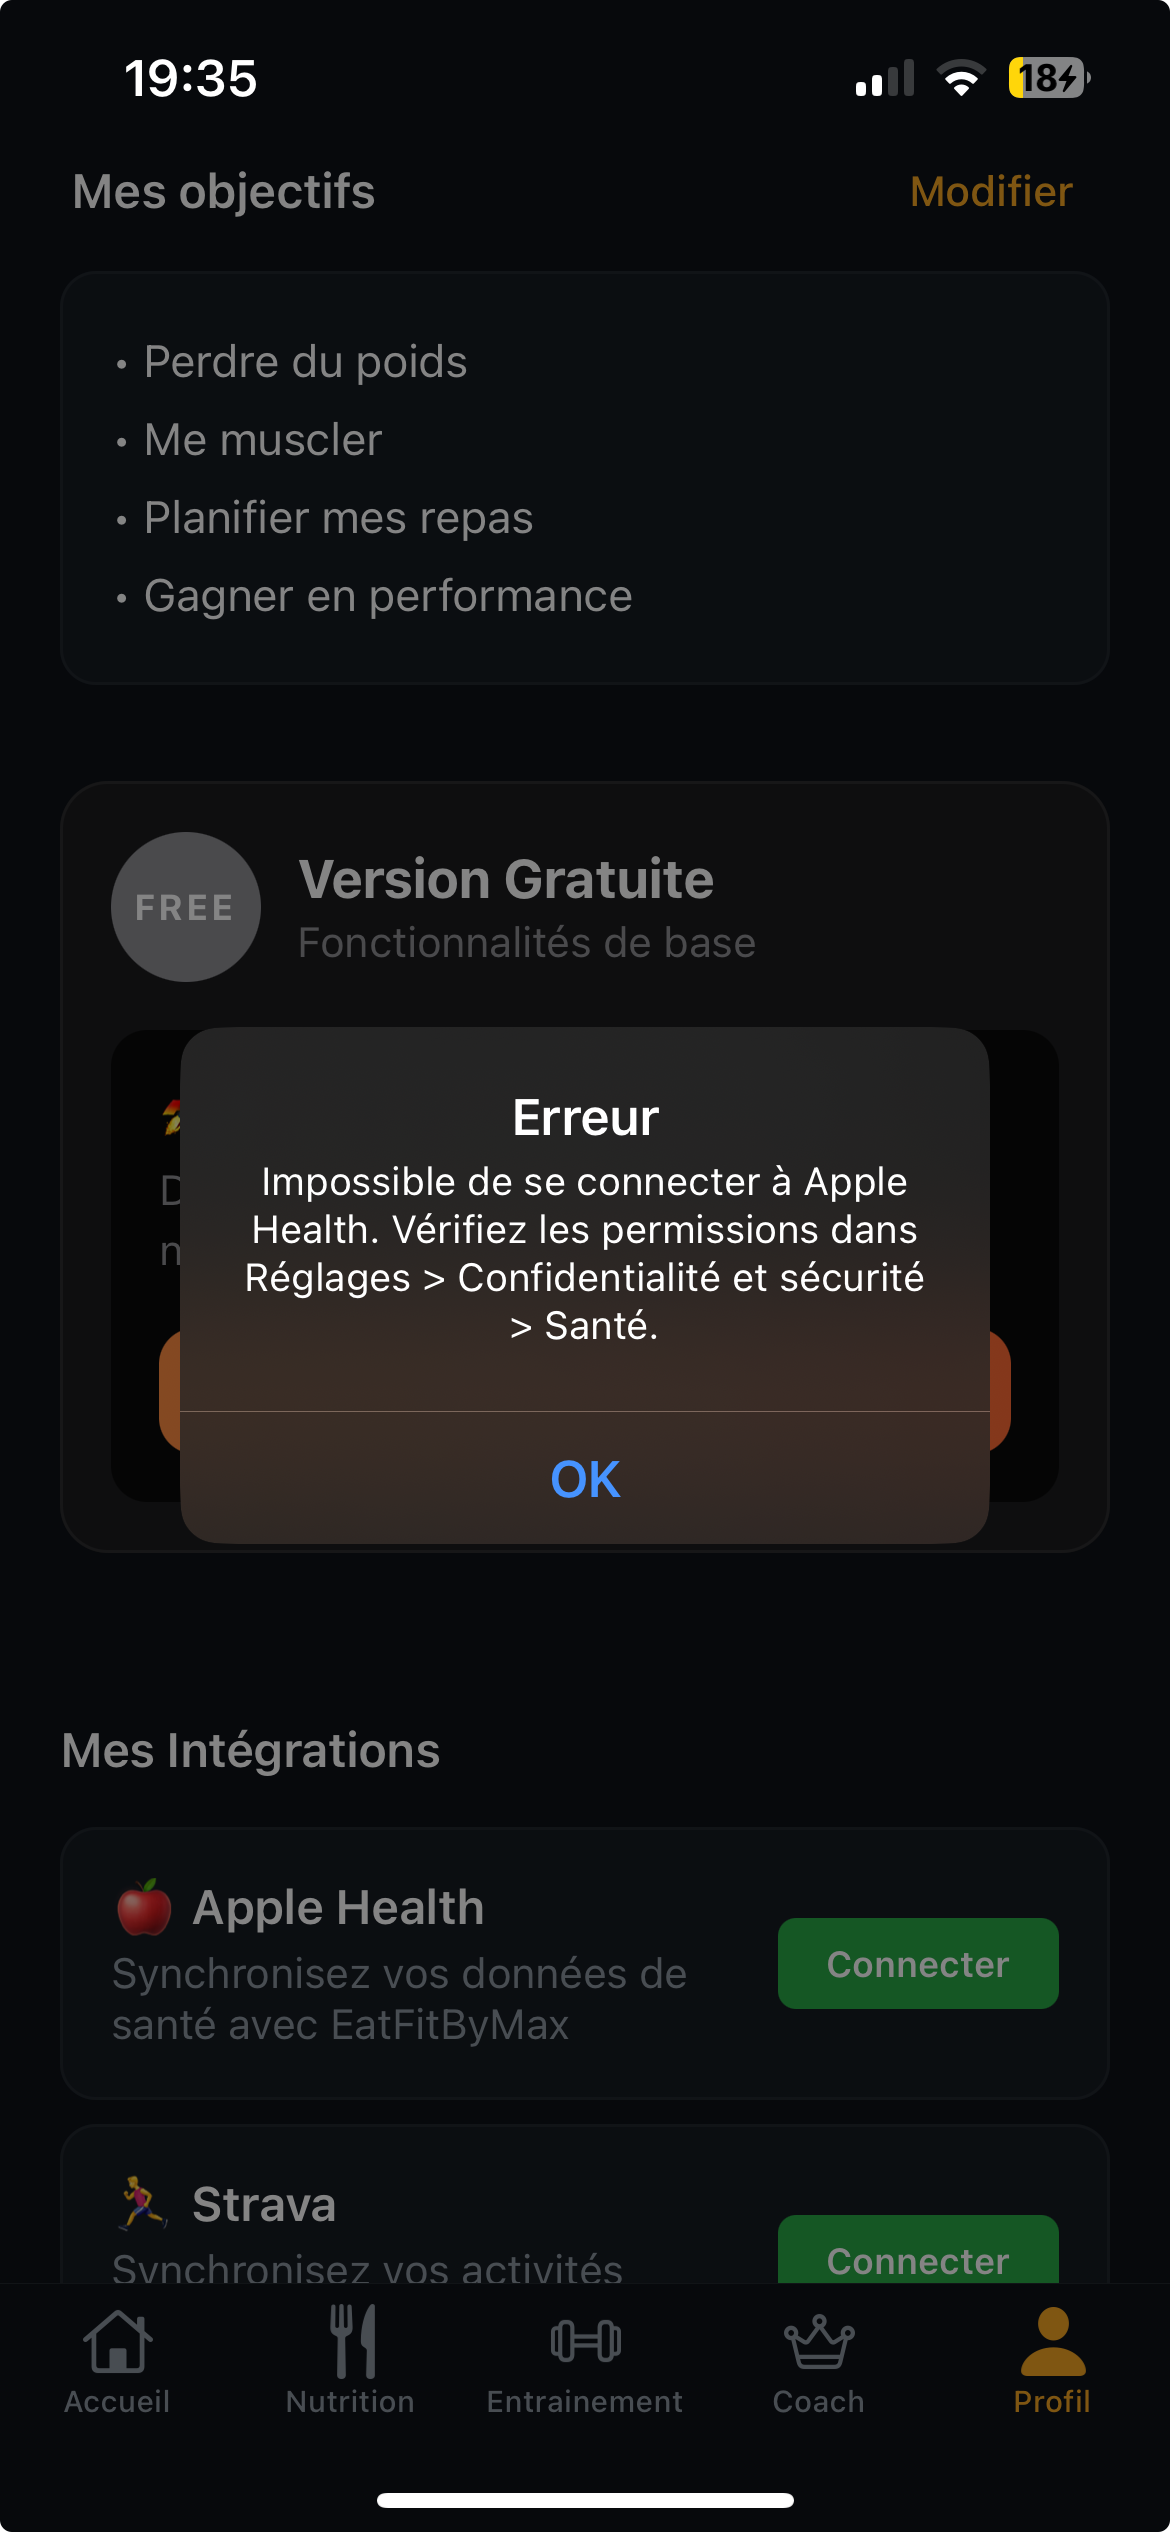 19:35
18
Mes objectifs
Modifier
• Perdre du poids
• Me muscler
• Planifier mes repas
• Gagner en performance
FREE
Version Gratuite
Fonctionnalités de base
Erreur
Impossible de se connecter à Apple
Health. Vérifiez les permissions dans
Réglages > Confidentialité et sécurité
> Santé.
OK
Mes Intégrations
Apple Health
Synchronisez vos données de
santé avec EatFitByMax
Connecter
Strava
Synchronisez vos activités
Connecter
Accueil
Nutrition
Entrainement
Coach
Profil